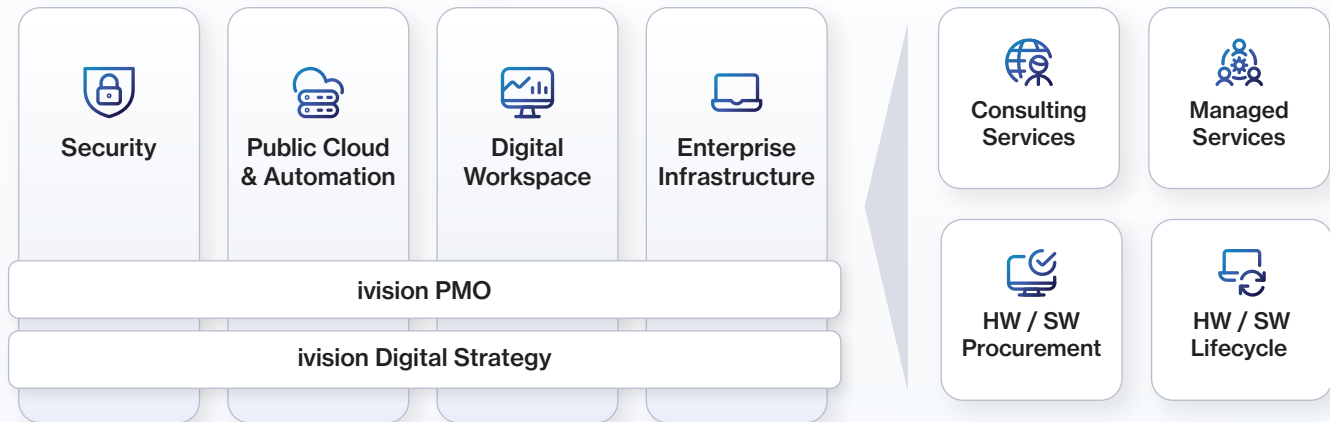 Security
Public Cloud
& Automation
Digital
Workspace
Enterprise
Infrastructure
ivision PMO
ivision Digital Strategy
Consulting
Services
Managed
Services
HW / SW
Procurement
HW / SW
Lifecycle